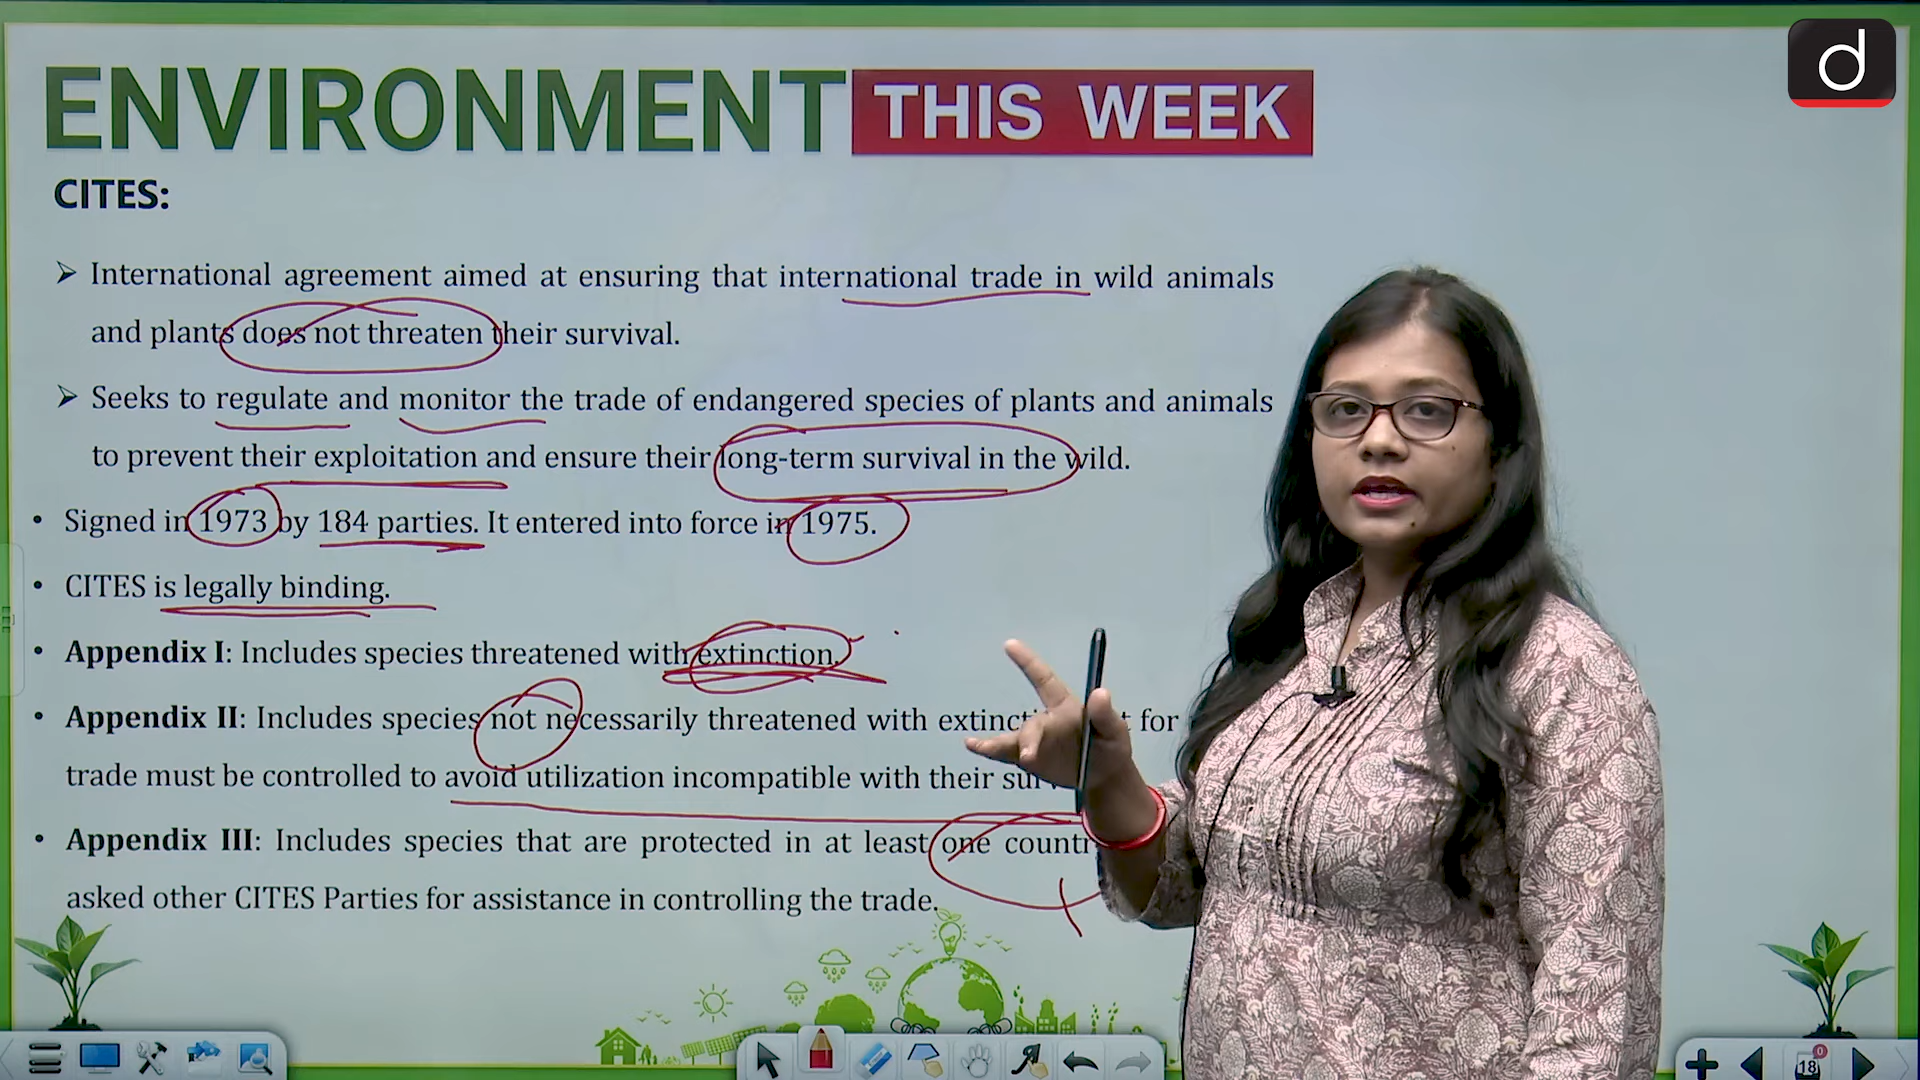 ENVIRONMENT THIS WEEK
d
CITES:
➢ International agreement aimed at ensuring that international trade in wild animals
and plants does not threaten their survival.
➢ Seeks to regulate and monitor the trade of endangered species of plants and animals
to prevent their exploitation and ensure their long-term survival in the wild.
• Signed in 1973 by 184 parties. It entered into force in 1975.
• CITES is legally binding.
• Appendix I: Includes species threatened with extinction.
• Appendix II: Includes species not necessarily threatened with for
trade must be controlled to avoid utilization incompatible with their
• Appendix III: Includes species that are protected in at least one
asked other CITES Parties for assistance in controlling the trade.
18
0